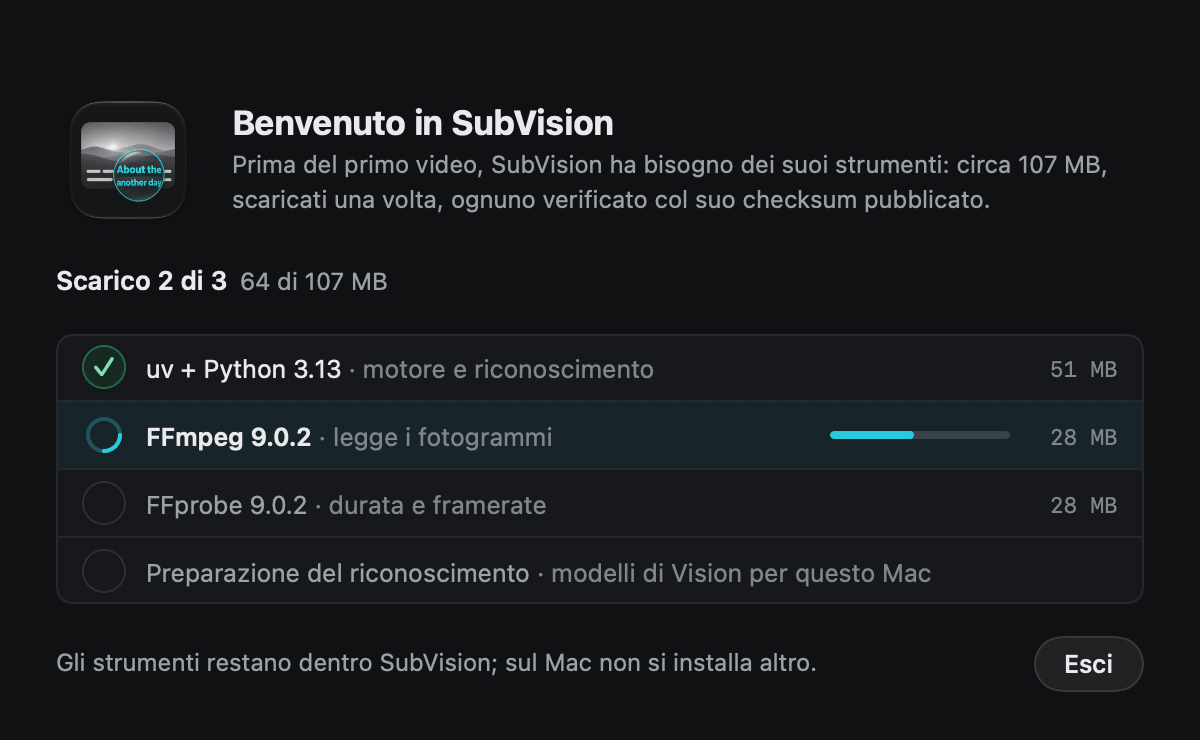 About the
another day
Benvenuto in SubVision
Prima del primo video, SubVision ha bisogno dei suoi strumenti: circa 107 MB,
scaricati una volta, ognuno verificato col suo checksum pubblicato.
Scarico 2 di 3 64 di 107 MB
uv + Python 3.13 · motore e riconoscimento 51 MB
FFmpeg 9.0.2 · legge i fotogrammi 28 MB
FFprobe 9.0.2 · durata e framerate 28 MB
Preparazione del riconoscimento · modelli di Vision per questo Mac
Gli strumenti restano dentro SubVision; sul Mac non si installa altro.
Esci